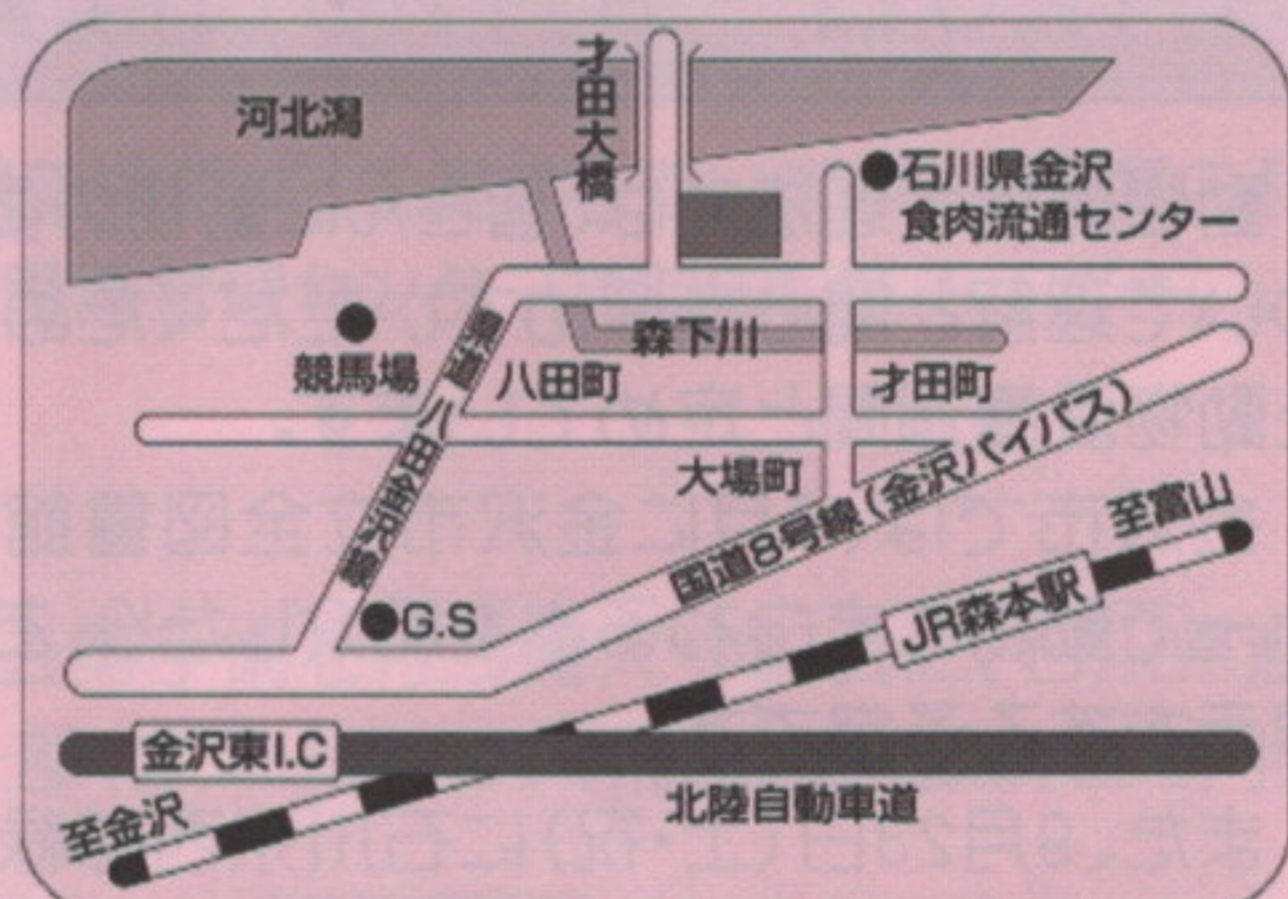 才田大橋
河北潟
石川県金沢
食肉流通センター
競馬場
県道 八田金沢線
八田町
森下川
才田町
大場町
国道8号線(金沢バイパス)
至富山
G.S
JR森本駅
金沢東I.C
北陸自動車道
至金沢